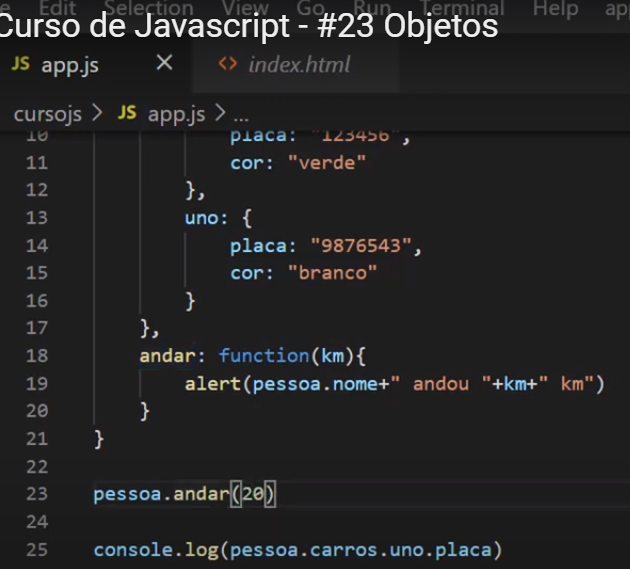 Edit Selection View Go Run Terminal Help
Curso de Javascript - #23 Objetos
JS app.js × <> index.html
cursojs > JS app.js > ...
10 placa: "123456",
11 cor: "verde"
12 },
13 uno: {
14 placa: "9876543",
15 cor: "branco"
16 }
17 },
18 andar: function(km){
19 alert(pessoa.nome+" andou "+km+" km")
20 }
21 }
22
23 pessoa.andar(20)
24
25 console.log(pessoa.carros.uno.placa)